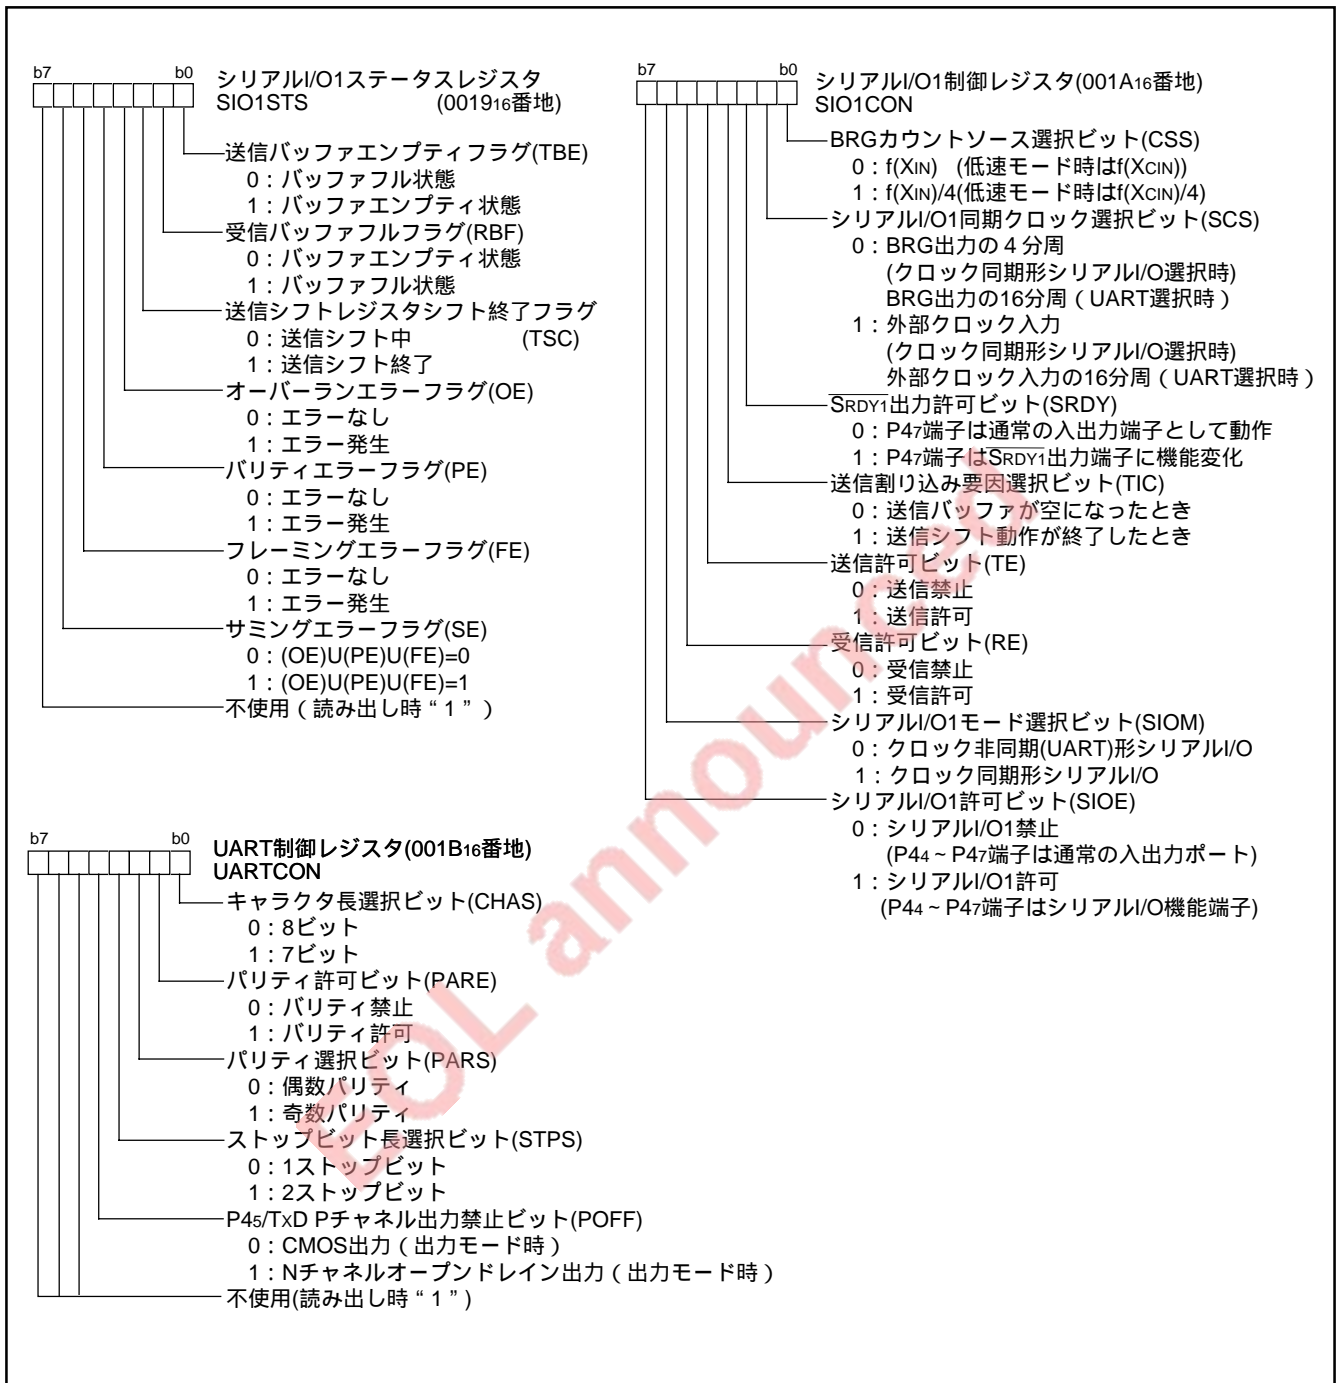 b7 b0 シリアルI/O1ステータスレジスタ
SIO1STS (001916番地)
送信バッファエンプティフラグ(TBE)
0：バッファフル状態
1：バッファエンプティ状態
受信バッファフルフラグ(RBF)
0：バッファエンプティ状態
1：バッファフル状態
送信シフトレジスタシフト終了フラグ
0：送信シフト中 (TSC)
1：送信シフト終了
オーバーランエラーフラグ(OE)
0：エラーなし
1：エラー発生
バリティエラーフラグ(PE)
0：エラーなし
1：エラー発生
フレーミングエラーフラグ(FE)
0：エラーなし
1：エラー発生
サミングエラーフラグ(SE)
0：(OE)U(PE)U(FE)=0
1：(OE)U(PE)U(FE)=1
不使用（読み出し時“1”）
b7 b0 UART制御レジスタ(001B16番地)
UARTCON
キャラクタ長選択ビット(CHAS)
0：8ビット
1：7ビット
パリティ許可ビット(PARE)
0：バリティ禁止
1：バリティ許可
パリティ選択ビット(PARS)
0：偶数パリティ
1：奇数パリティ
ストップビット長選択ビット(STPS)
0：1ストップビット
1：2ストップビット
P45/TxD Pチャネル出力禁止ビット(POFF)
0：CMOS出力（出力モード時）
1：Nチャネルオープンドレイン出力（出力モード時）
不使用(読み出し時“1”)
b7 b0 シリアルI/O1制御レジスタ(001A16番地)
SIO1CON
BRGカウントソース選択ビット(CSS)
0：f(XIN) (低速モード時はf(XCIN))
1：f(XIN)/4(低速モード時はf(XCIN)/4)
シリアルI/O1同期クロック選択ビット(SCS)
0：BRG出力の４分周
(クロック同期形シリアルI/O選択時)
BRG出力の16分周（UART選択時）
1：外部クロック入力
(クロック同期形シリアルI/O選択時)
外部クロック入力の16分周（UART選択時）
SRDY1出力許可ビット(SRDY)
0：P47端子は通常の入出力端子として動作
1：P47端子はSRDY1出力端子に機能変化
送信割り込み要因選択ビット(TIC)
0：送信バッファが空になったとき
1：送信シフト動作が終了したとき
送信許可ビット(TE)
0：送信禁止
1：送信許可
受信許可ビット(RE)
0：受信禁止
1：受信許可
シリアルI/O1モード選択ビット(SIOM)
0：クロック非同期(UART)形シリアルI/O
1：クロック同期形シリアルI/O
シリアルI/O1許可ビット(SIOE)
0：シリアルI/O1禁止
(P44～P47端子は通常の入出力ポート)
1：シリアルI/O1許可
(P44～P47端子はシリアルI/O機能端子)
EOL announced